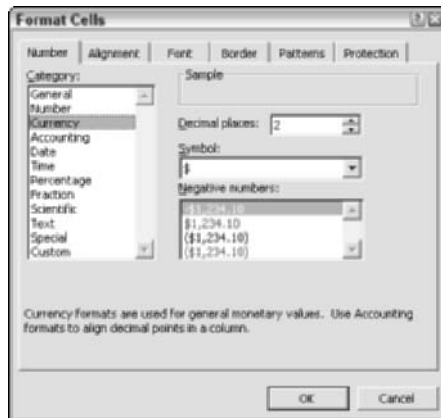 Format Cells
Number Alignment Font Border Patterns Protection
Category:
General
Number
Currency
Accounting
Date
Time
Percentage
Fraction
Scientific
Text
Special
Custom
Sample
Decimal places: 2
Symbol:
$
Negative numbers:
($1,234.10)
$1,234.10
($1,234.10)
($1,234.10)
Currency formats are used for general monetary values. Use Accounting
formats to align decimal points in a column.
OK Cancel